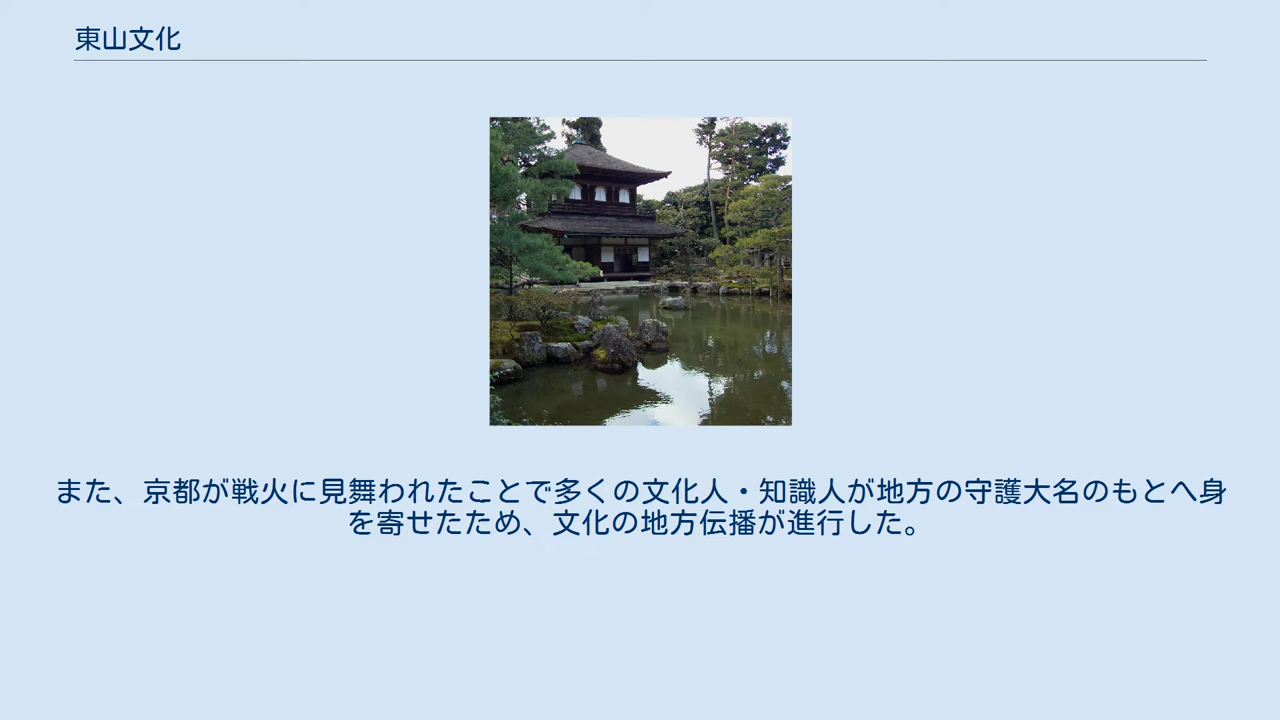 東山文化
また、京都が戦火に見舞われたことで多くの文化人・知識人が地方の守護大名のもとへ身
を寄せたため、文化の地方伝播が進行した。